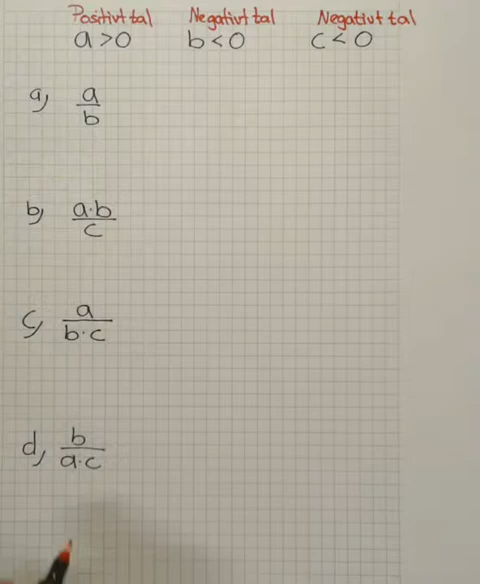 Positivt tal Negativt tal Negativt tal
a > 0 b < 0 c < 0
a) a/b
b) a·b/c
c) a/b·c
d) b/a·c